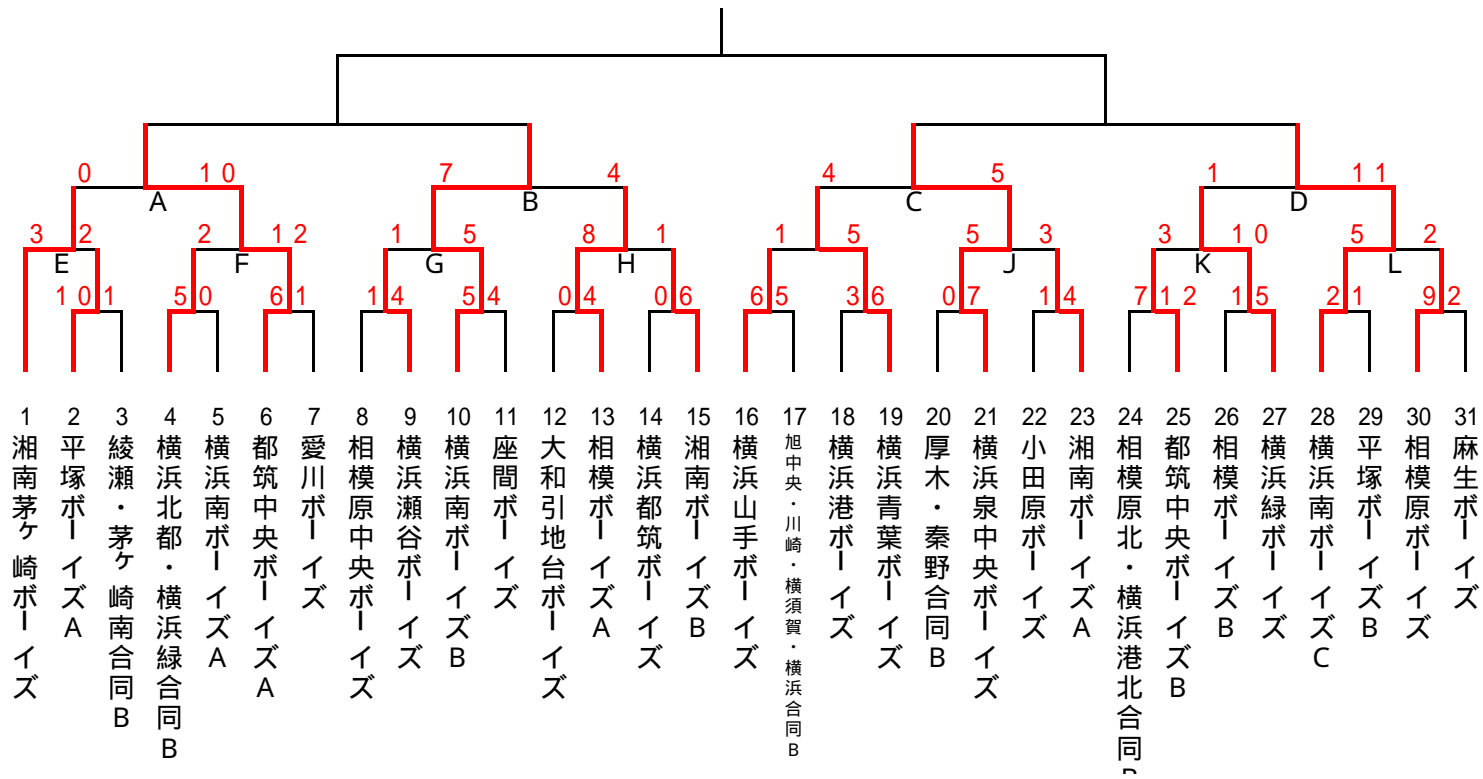 0 10 7 4 4 5 1 11
A B C D
3 2 2 12 1 5 8 1 1 5 5 3 3 10 5 2
E F G H J K L
10 1 5 0 6 1 1 4 5 4 0 4 0 6 6 5 3 6 0 7 1 4 7 12 1 5 2 1 9 2
1 湘南茅ヶ崎ボーイズ
2 平塚ボーイズA
3 綾瀬・茅ヶ崎南合同B
4 横浜北都・横浜緑合同B
5 横浜南ボーイズA
6 都筑中央ボーイズA
7 愛川ボーイズ
8 相模原中央ボーイズ
9 横浜瀬谷ボーイズ
10 横浜南ボーイズB
11 座間ボーイズ
12 大和引地台ボーイズ
13 相模ボーイズA
14 横浜都筑ボーイズ
15 湘南ボーイズB
16 横浜山手ボーイズ
17 旭中央・川崎・横須賀・横浜合同B
18 横浜港ボーイズ
19 横浜青葉ボーイズ
20 厚木・秦野合同B
21 横浜泉中央ボーイズ
22 小田原ボーイズ
23 湘南ボーイズA
24 相模原北・横浜港北合同B
25 都筑中央ボーイズB
26 相模ボーイズB
27 横浜緑ボーイズ
28 横浜南ボーイズC
29 平塚ボーイズB
30 相模原ボーイズ
31 麻生ボーイズ